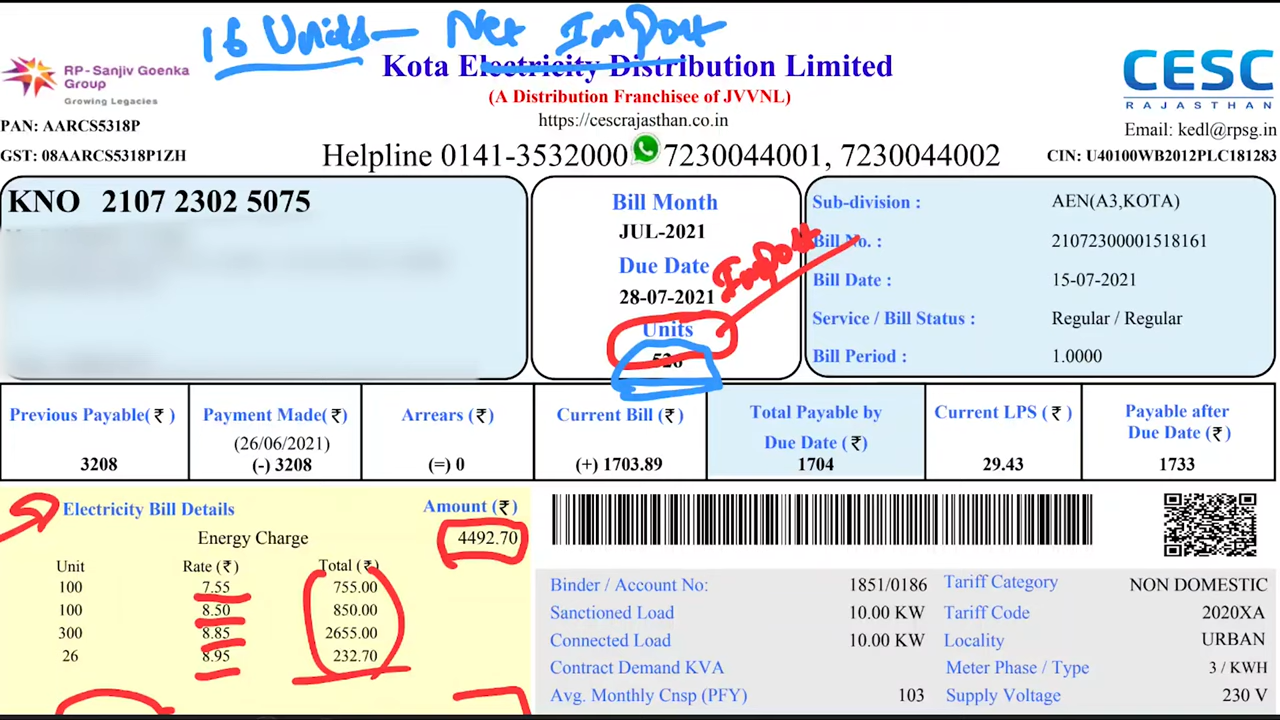 16 Units — Net Import
RP - Sanjiv Goenka
Group
Growing Legacies
Kota Electricity Distribution Limited
(A Distribution Franchisee of JVVNL)
https://cescrajasthan.co.in
CESC
RAJASTHAN
PAN: AARCS5318P
Email: kedl@rpsg.in
GST: 08AARCS5318P1ZH
Helpline 0141-3532000 7230044001, 7230044002
CIN: U40100WB2012PLC181283
KNO 2107 2302 5075
Bill Month
JUL-2021
Due Date
28-07-2021
Units
526
Import
Sub-division : AEN(A3,KOTA)
Bill No. : 21072300001518161
Bill Date : 15-07-2021
Service / Bill Status : Regular / Regular
Bill Period : 1.0000
Previous Payable(₹)
3208
Payment Made(₹)
(26/06/2021)
(-) 3208
Arrears (₹)
(=) 0
Current Bill (₹)
(+) 1703.89
Total Payable by
Due Date (₹)
1704
Current LPS (₹)
29.43
Payable after
Due Date (₹)
1733
Electricity Bill Details Amount (₹)
Energy Charge 4492.70
Unit Rate (₹) Total (₹)
100 7.55 755.00
100 8.50 850.00
300 8.85 2655.00
26 8.95 232.70
Binder / Account No: 1851/0186 Tariff Category NON DOMESTIC
Sanctioned Load 10.00 KW Tariff Code 2020XA
Connected Load 10.00 KW Locality URBAN
Contract Demand KVA Meter Phase / Type 3 / KWH
Avg. Monthly Cnsp (PFY) 103 Supply Voltage 230 V